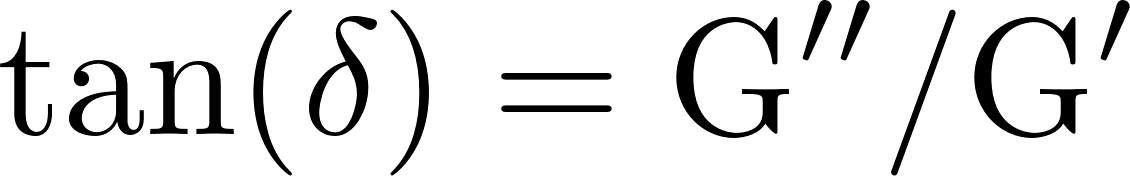 tan(δ) = G″/G′